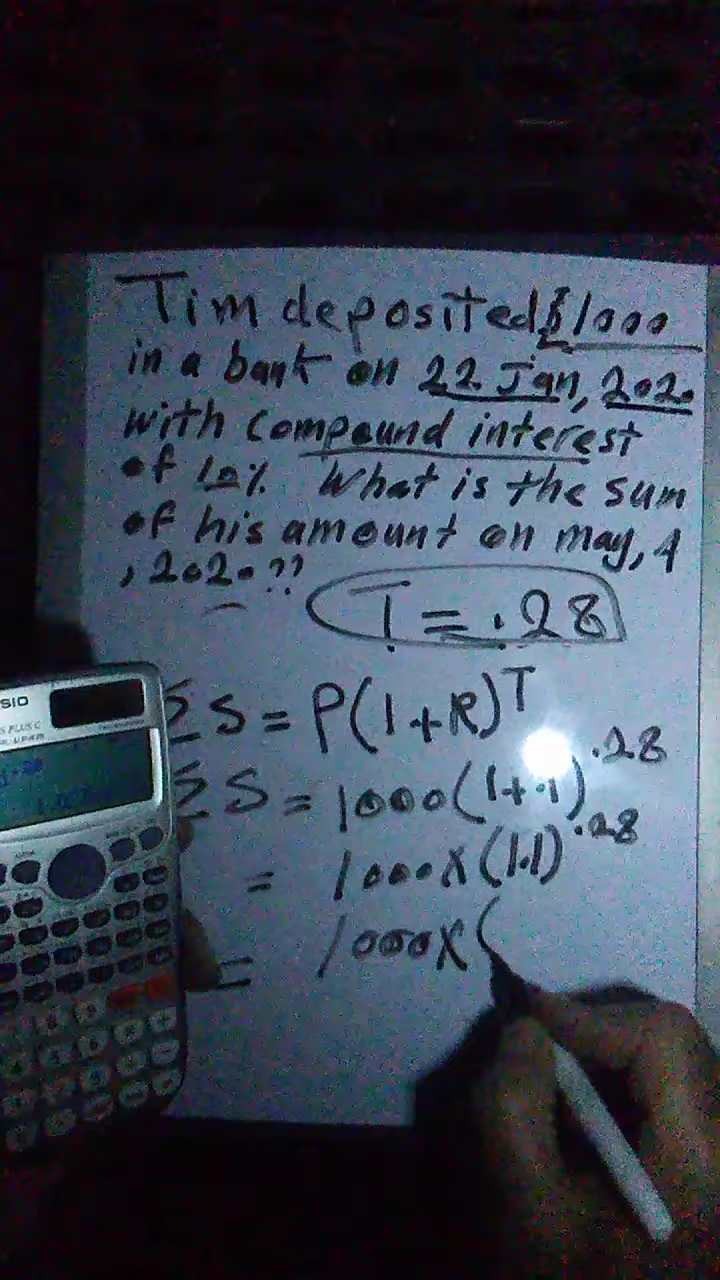 Tim deposited $1000
in a bank on 22 Jan, 2020
with compound interest
of 10% What is the sum
of his amount on may, 4
, 2020??
T = .28
Σ S = P(1+R)^T
Σ S = 1000(1+.1)^.28
= 1000X(1.1)^.28
= 1000X(